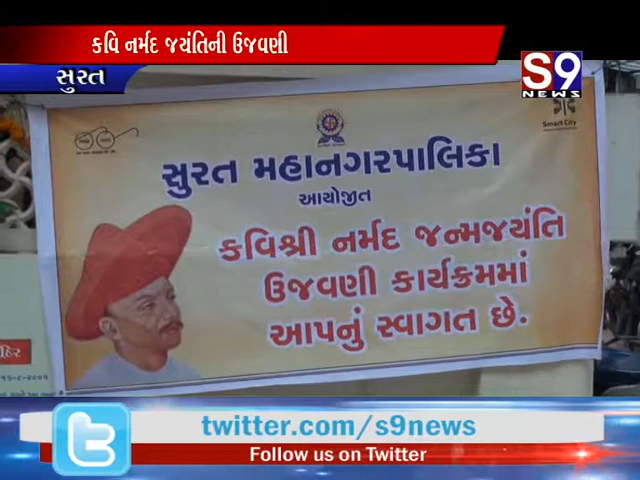 કવિ નર્મદ જયંતિની ઉજવણી
સુરત
S9
NEWS
Smart City
સુરત મહાનગરપાલિકા
આયોજીત
કવિશ્રી નર્મદ જન્મજયંતિ
ઉજવણી કાર્યક્રમમાં
આપનું સ્વાગત છે.
twitter.com/s9news
Follow us on Twitter